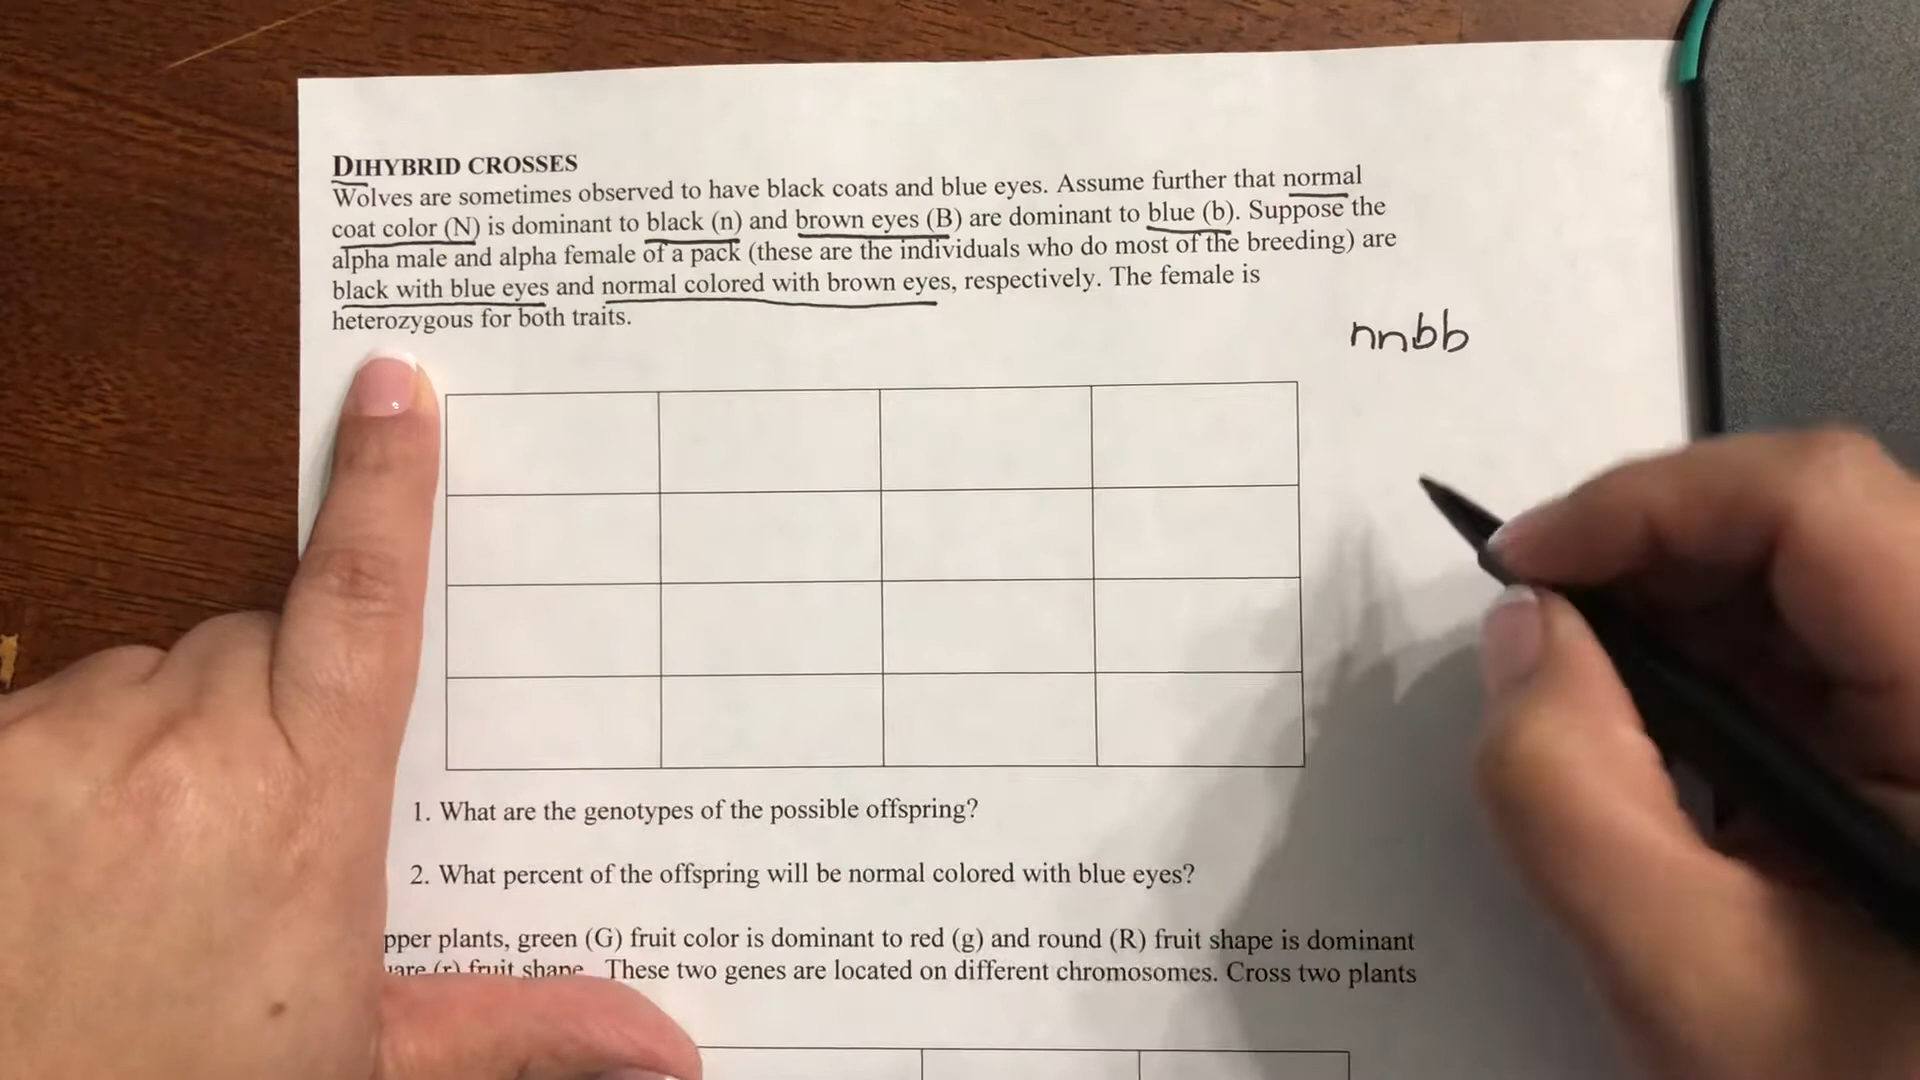 DIHYBRID CROSSES
Wolves are sometimes observed to have black coats and blue eyes. Assume further that normal
coat color (N) is dominant to black (n) and brown eyes (B) are dominant to blue (b). Suppose the
alpha male and alpha female of a pack (these are the individuals who do most of the breeding) are
black with blue eyes and normal colored with brown eyes, respectively. The female is
heterozygous for both traits.
nnbb
1. What are the genotypes of the possible offspring?
2. What percent of the offspring will be normal colored with blue eyes?
pper plants, green (G) fruit color is dominant to red (g) and round (R) fruit shape is dominant
(r) fruit shape. These two genes are located on different chromosomes. Cross two plants